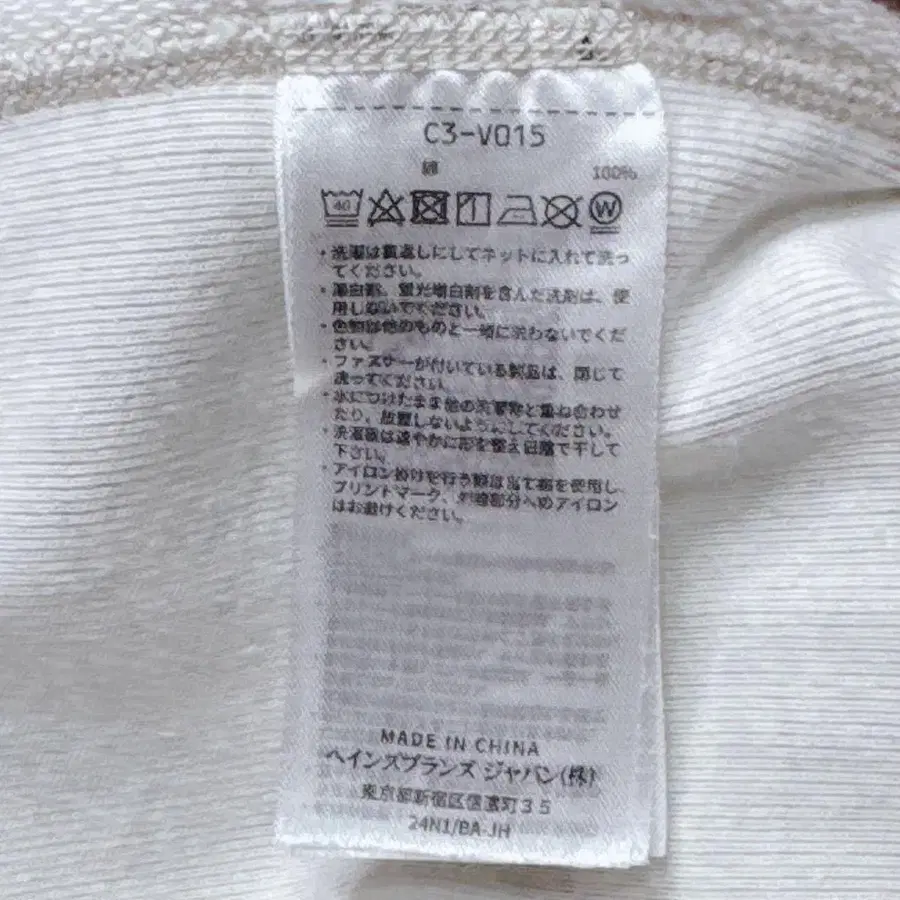 C3-V015
綿 100%
40
W
・洗濯は裏返しにしてネットに入れて洗っ
てください。
・漂白剤、蛍光増白剤を含んだ洗剤は、使
用しないでください。
・色物は他のものと一緒に洗わないでくだ
さい。
・ファスナーが付いている製品は、閉じて
洗ってください。
・水につけたまま他の洗濯物と重ね合わせ
たり、放置しないようにしてください。
・洗濯後は速やかに形を整え日陰で干して
下さい。
・アイロン掛けを行う際は当て布を使用し、
プリントマーク、刺繍部分へのアイロン
はお避けください。
MADE IN CHINA
ヘインズブランズ ジャパン(株)
東京都新宿区信濃町35
24N1/BA-JH